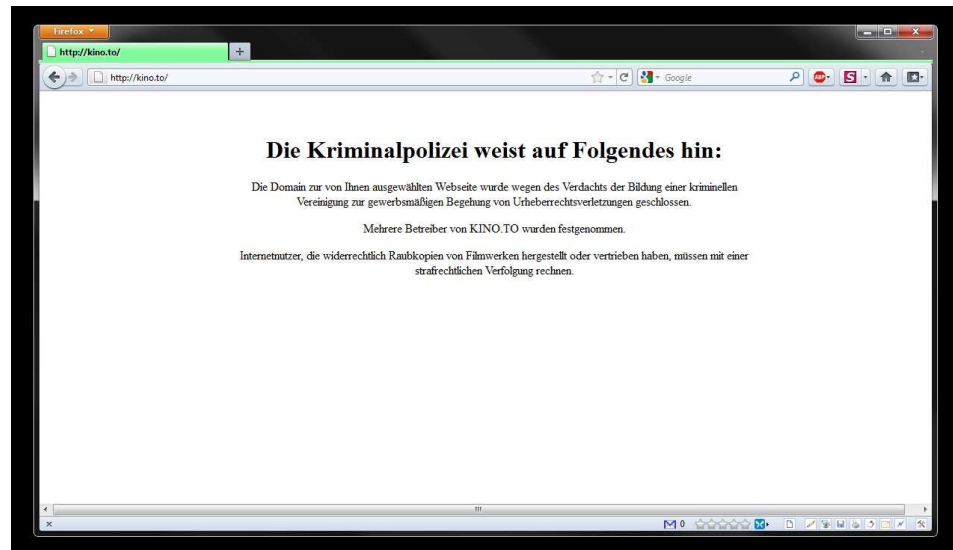 Firefox
http://kino.to/
+
http://kino.to/
Google
ABP
S
Die Kriminalpolizei weist auf Folgendes hin:
Die Domain zur von Ihnen ausgewählten Webseite wurde wegen des Verdachts der Bildung einer kriminellen
Vereinigung zur gewerbsmäßigen Begehung von Urheberrechtsverletzungen geschlossen.
Mehrere Betreiber von KINO.TO wurden festgenommen.
Internetnutzer, die widerrechtlich Raubkopien von Filmwerken hergestellt oder vertrieben haben, müssen mit einer
strafrechtlichen Verfolgung rechnen.
0